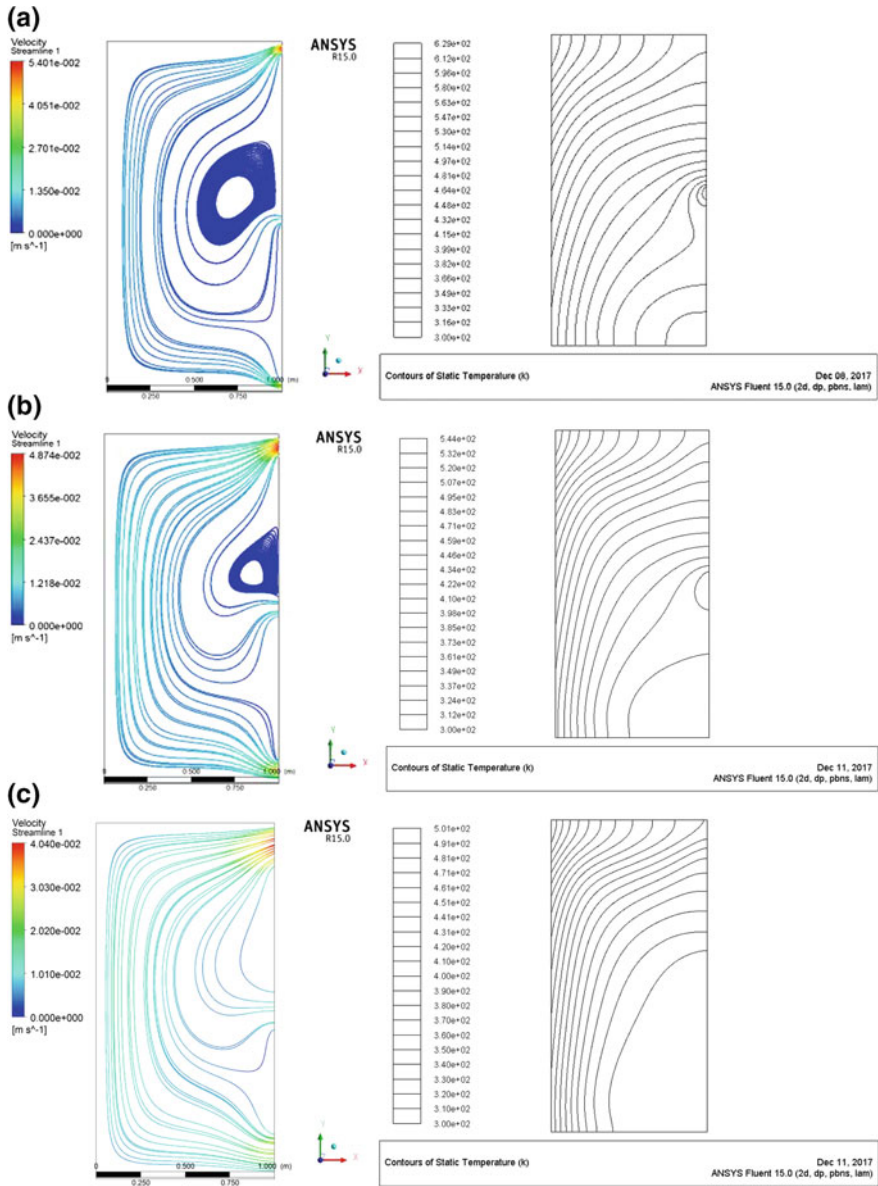 (a)
Velocity
Streamline 1
5.401e-002
4.051e-002
2.701e-002
1.350e-002
0.000e+000
[m s^-1]
ANSYS
R15.0
0 0.500 1.000 (m)
0.250 0.750
Y
X
6.29e+02
6.12e+02
5.96e+02
5.80e+02
5.63e+02
5.47e+02
5.30e+02
5.14e+02
4.97e+02
4.81e+02
4.64e+02
4.48e+02
4.32e+02
4.15e+02
3.99e+02
3.82e+02
3.66e+02
3.49e+02
3.33e+02
3.16e+02
3.00e+02
Contours of Static Temperature (k)
Dec 08, 2017
ANSYS Fluent 15.0 (2d, dp, pbns, lam)
(b)
Velocity
Streamline 1
4.874e-002
3.655e-002
2.437e-002
1.218e-002
0.000e+000
[m s^-1]
ANSYS
R15.0
0 0.500 1.000 (m)
0.250 0.750
Y
X
5.44e+02
5.32e+02
5.20e+02
5.07e+02
4.95e+02
4.83e+02
4.71e+02
4.59e+02
4.46e+02
4.34e+02
4.22e+02
4.10e+02
3.98e+02
3.85e+02
3.73e+02
3.61e+02
3.49e+02
3.37e+02
3.24e+02
3.12e+02
3.00e+02
Contours of Static Temperature (k)
Dec 11, 2017
ANSYS Fluent 15.0 (2d, dp, pbns, lam)
(c)
Velocity
Streamline 1
4.040e-002
3.030e-002
2.020e-002
1.010e-002
0.000e+000
[m s^-1]
ANSYS
R15.0
0 0.500 1.000 (m)
0.250 0.750
Y
X
5.01e+02
4.91e+02
4.81e+02
4.71e+02
4.61e+02
4.51e+02
4.41e+02
4.31e+02
4.20e+02
4.10e+02
4.00e+02
3.90e+02
3.80e+02
3.70e+02
3.60e+02
3.50e+02
3.40e+02
3.30e+02
3.20e+02
3.10e+02
3.00e+02
Contours of Static Temperature (k)
Dec 11, 2017
ANSYS Fluent 15.0 (2d, dp, pbns, lam)